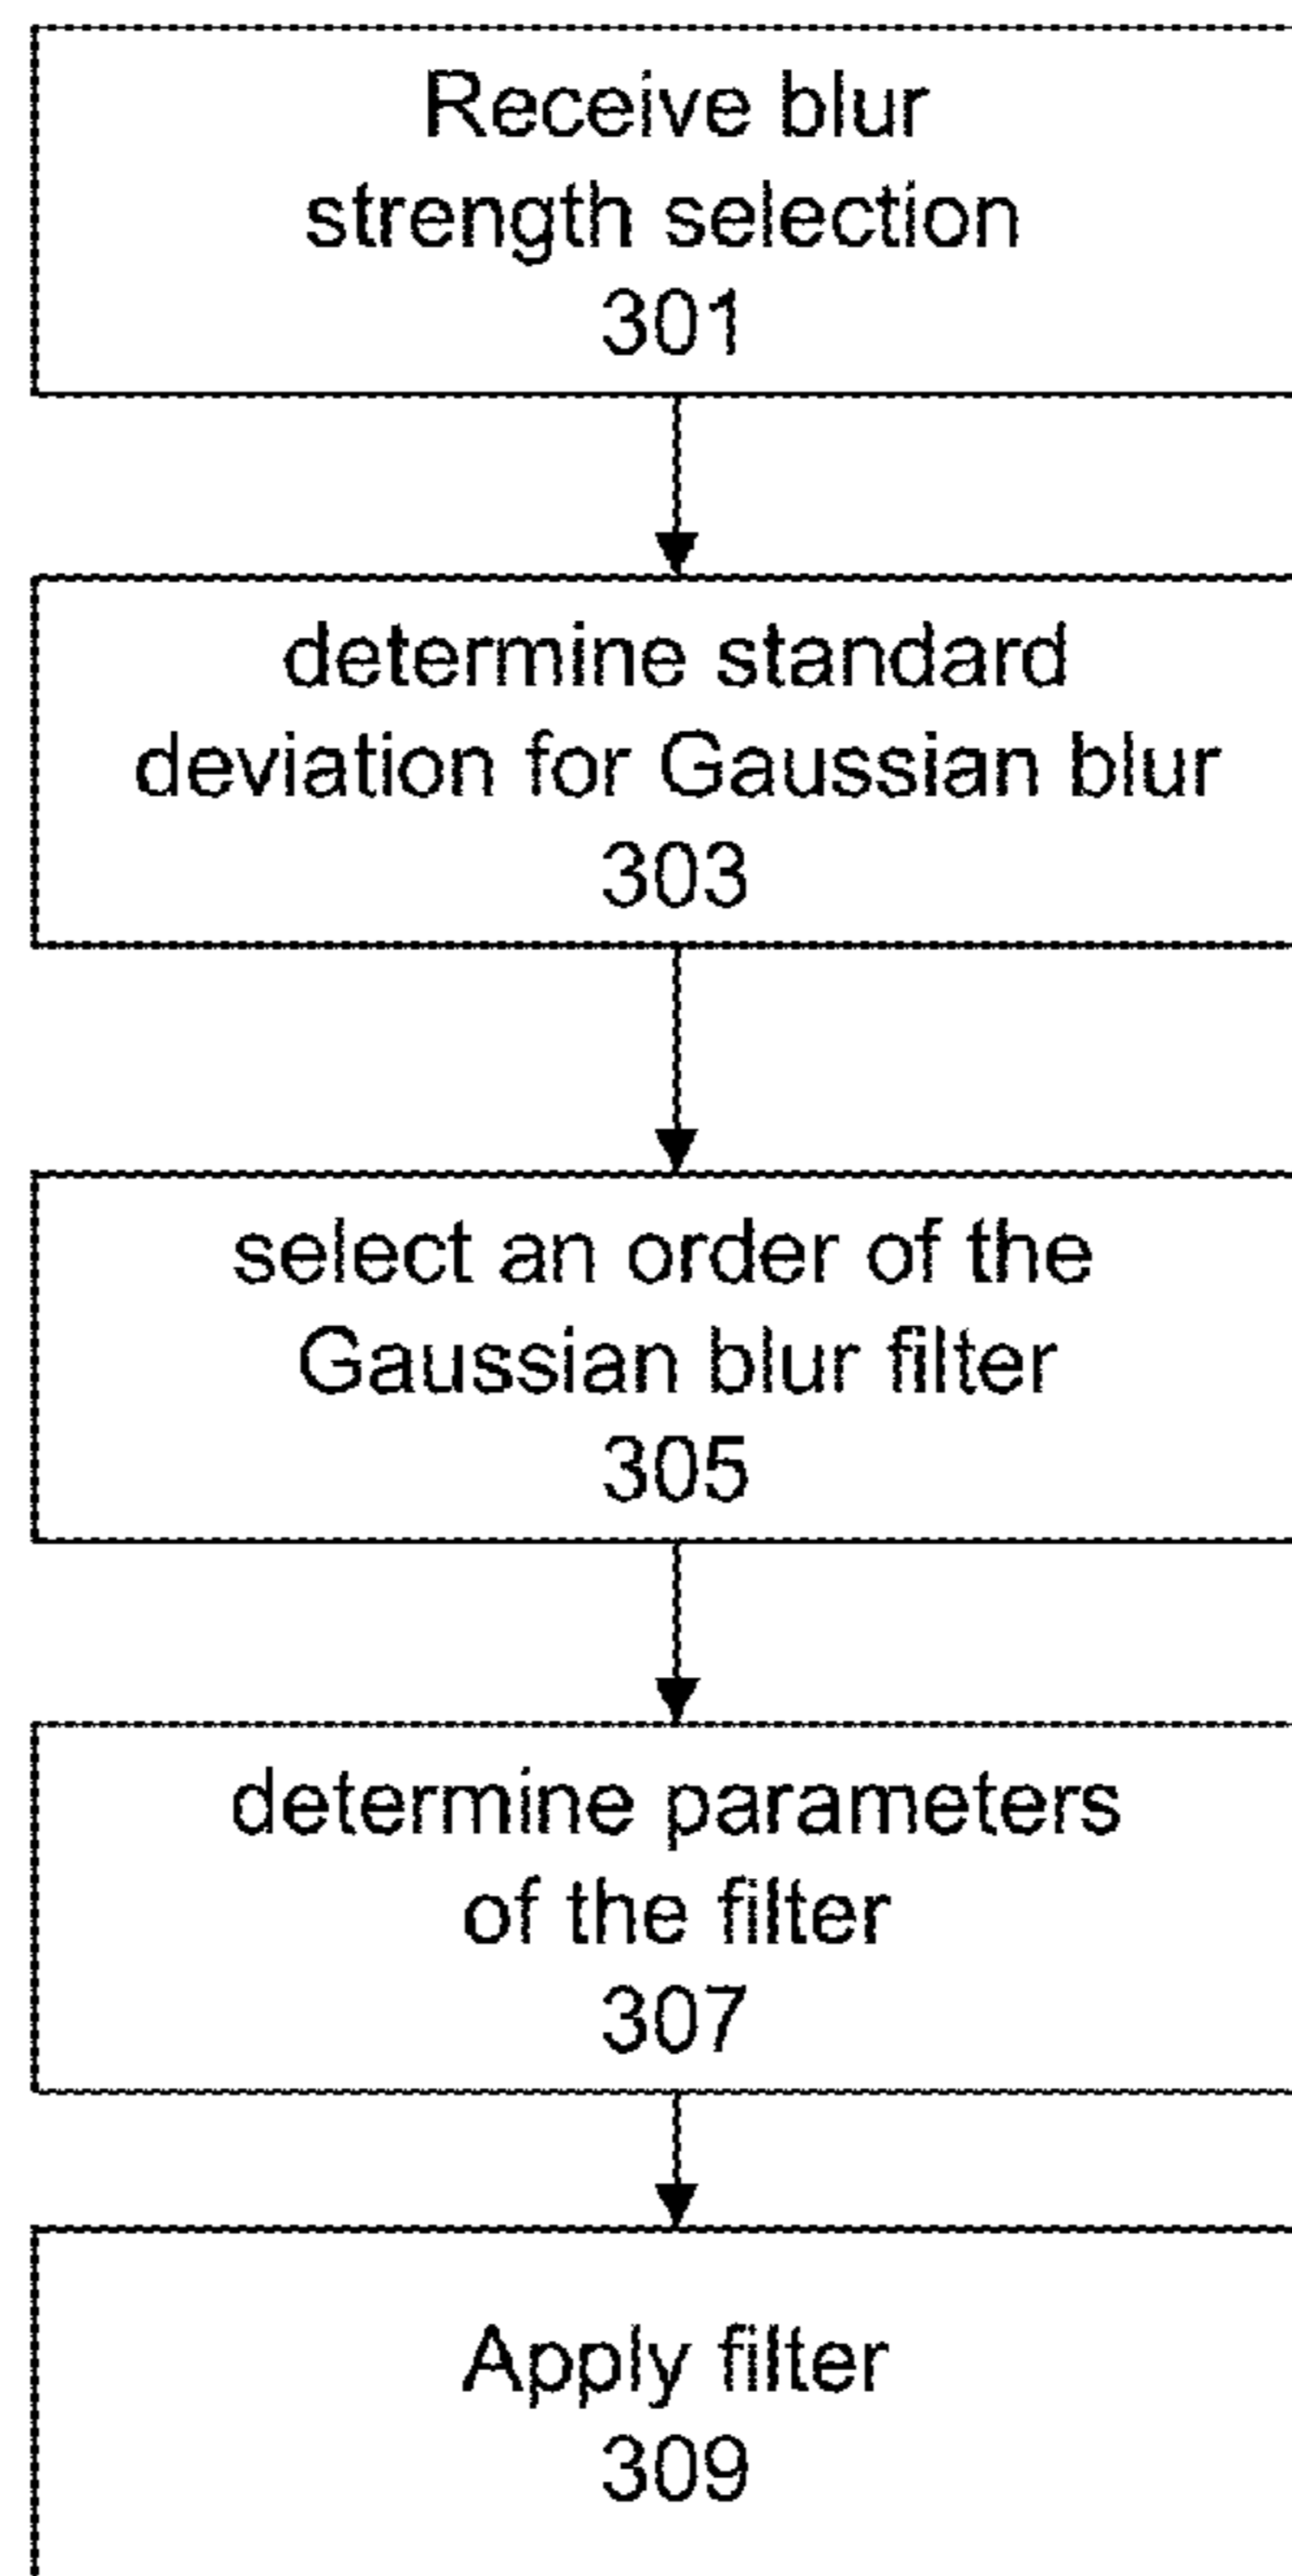 Receive blur
strength selection
301
determine standard
deviation for Gaussian blur
303
select an order of the
Gaussian blur filter
305
determine parameters
of the filter
307
Apply filter
309